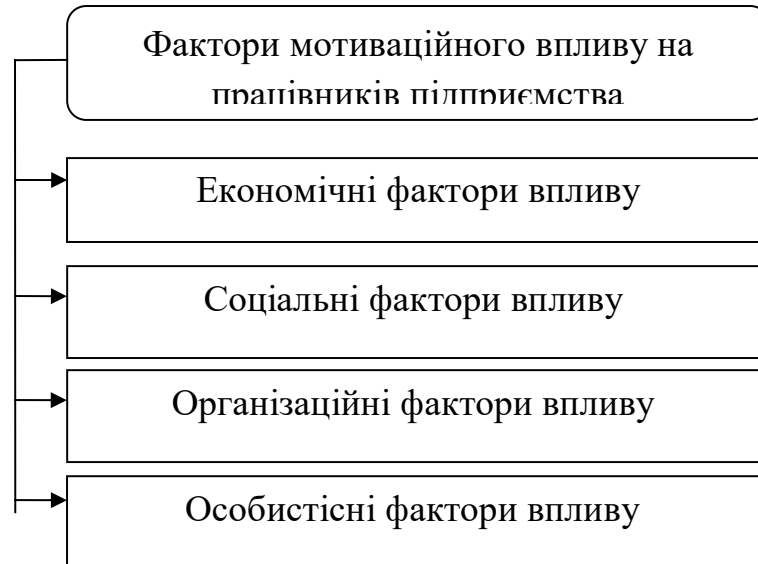 Фактори мотиваційного впливу на
працівників підприємства
Економічні фактори впливу
Соціальні фактори впливу
Організаційні фактори впливу
Особистісні фактори впливу